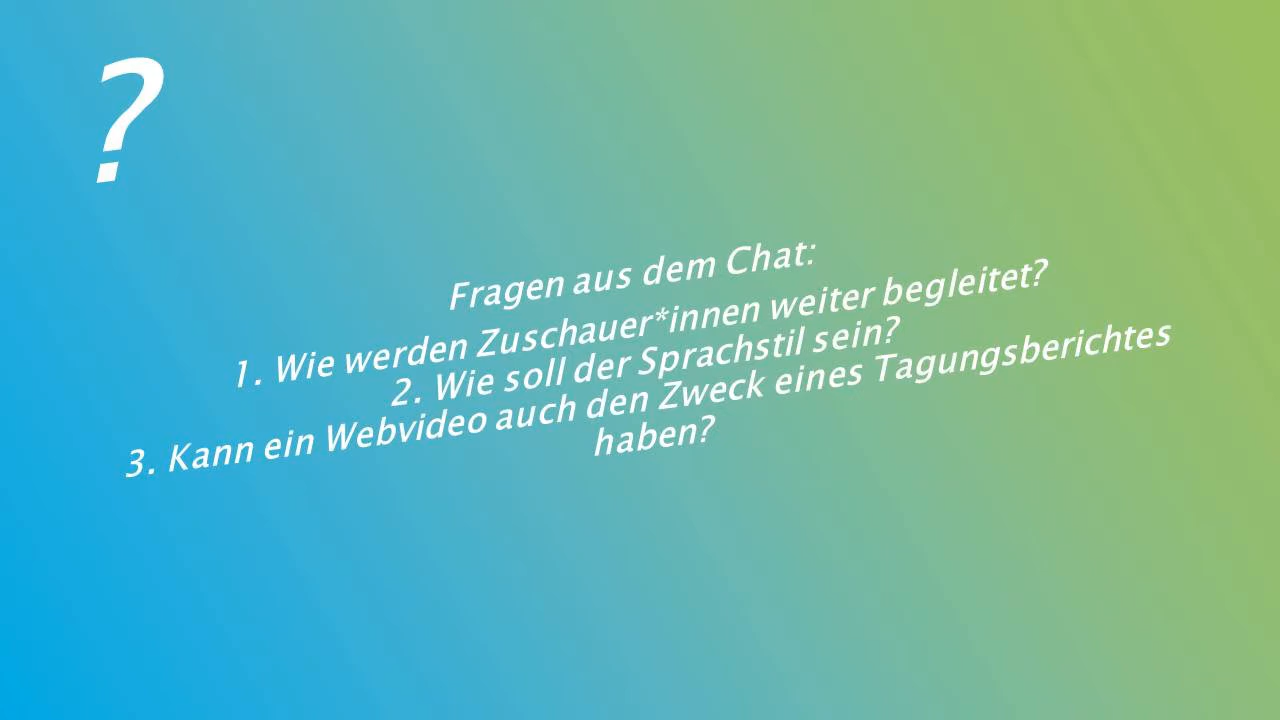 ?
Fragen aus dem Chat:
1. Wie werden Zuschauer*innen weiter begleitet?
2. Wie soll der Sprachstil sein?
3. Kann ein Webvideo auch den Zweck eines Tagungsberichtes
haben?